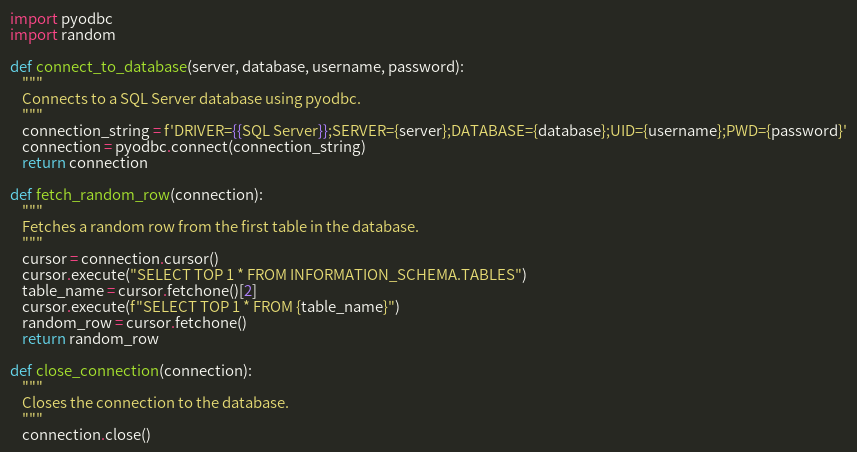 import pyodbc
import random

def connect_to_database(server, database, username, password):
    """
    Connects to a SQL Server database using pyodbc.
    """
    connection_string = f'DRIVER={{SQL Server}};SERVER={server};DATABASE={database};UID={username};PWD={password}'
    connection = pyodbc.connect(connection_string)
    return connection

def fetch_random_row(connection):
    """
    Fetches a random row from the first table in the database.
    """
    cursor = connection.cursor()
    cursor.execute("SELECT TOP 1 * FROM INFORMATION_SCHEMA.TABLES")
    table_name = cursor.fetchone()[2]
    cursor.execute(f"SELECT TOP 1 * FROM {table_name}")
    random_row = cursor.fetchone()
    return random_row

def close_connection(connection):
    """
    Closes the connection to the database.
    """
    connection.close()